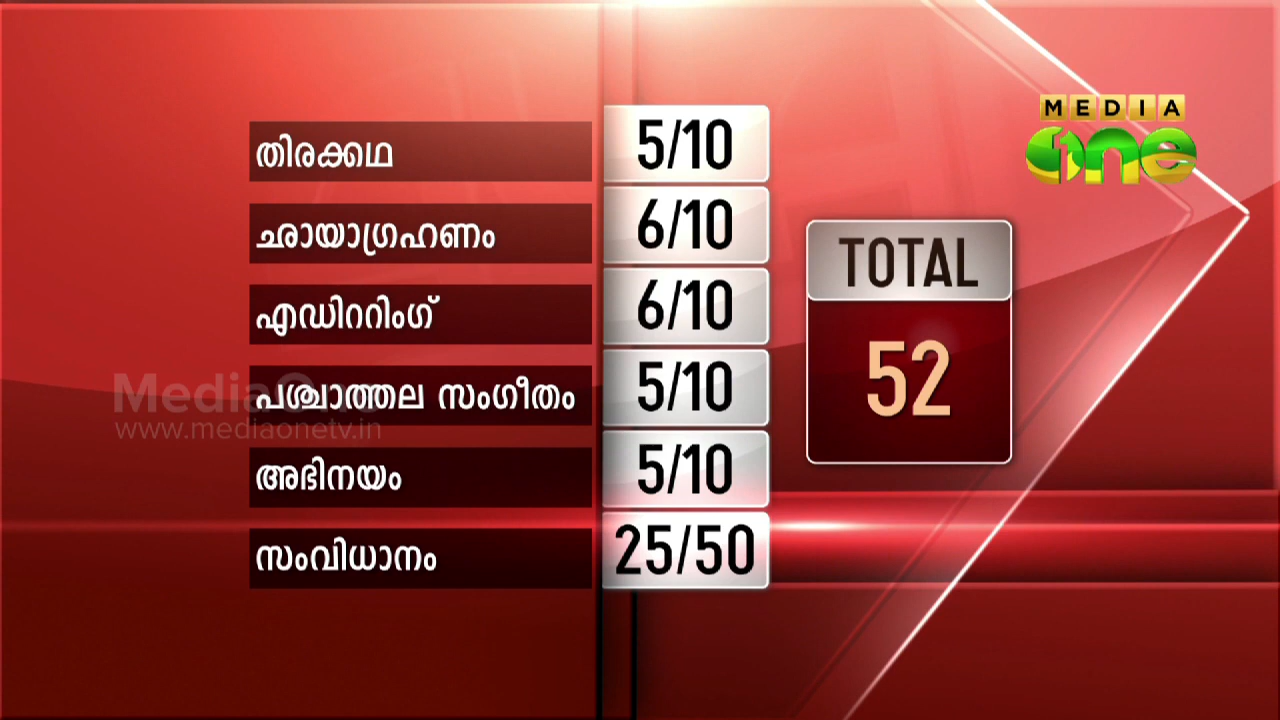 തിരക്കഥ 5/10
ഛായാഗ്രഹണം 6/10
എഡിററിംഗ് 6/10
പശ്ചാത്തല സംഗീതം 5/10
അഭിനയം 5/10
സംവിധാനം 25/50
TOTAL
52
MEDIA
one
MediaOne
www.mediaonetv.in